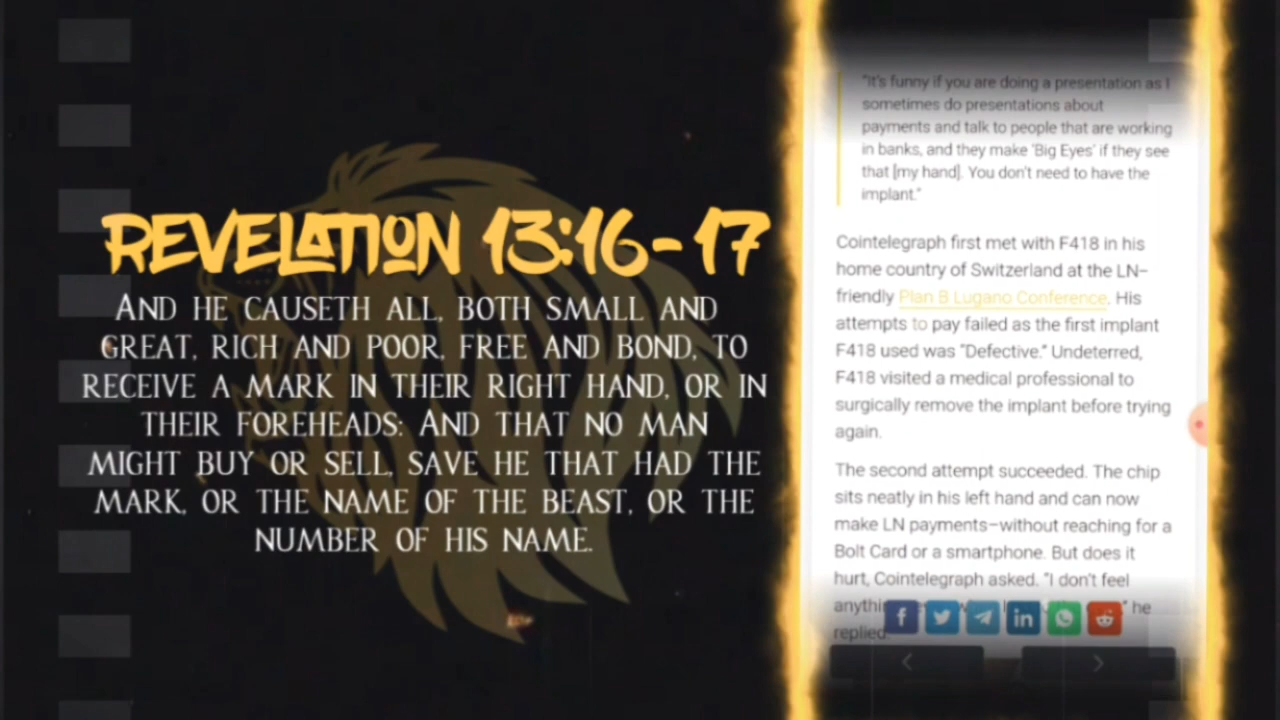 REVELATION 13:16-17
AND HE CAUSETH ALL, BOTH SMALL AND
GREAT, RICH AND POOR, FREE AND BOND, TO
RECEIVE A MARK IN THEIR RIGHT HAND, OR IN
THEIR FOREHEADS: AND THAT NO MAN
MIGHT BUY OR SELL, SAVE HE THAT HAD THE
MARK, OR THE NAME OF THE BEAST, OR THE
NUMBER OF HIS NAME.
"It's funny if you are doing a presentation as I
sometimes do presentations about
payments and talk to people that are working
in banks, and they make 'Big Eyes' if they see
that [my hand]. You don't need to have the
implant."
Cointelegraph first met with F418 in his
home country of Switzerland at the LN-
friendly Plan B Lugano Conference. His
attempts to pay failed as the first implant
F418 used was "Defective." Undeterred,
F418 visited a medical professional to
surgically remove the implant before trying
again.
The second attempt succeeded. The chip
sits neatly in his left hand and can now
make LN payments–without reaching for a
Bolt Card or a smartphone. But does it
hurt, Cointelegraph asked. "I don't feel
he
replied.